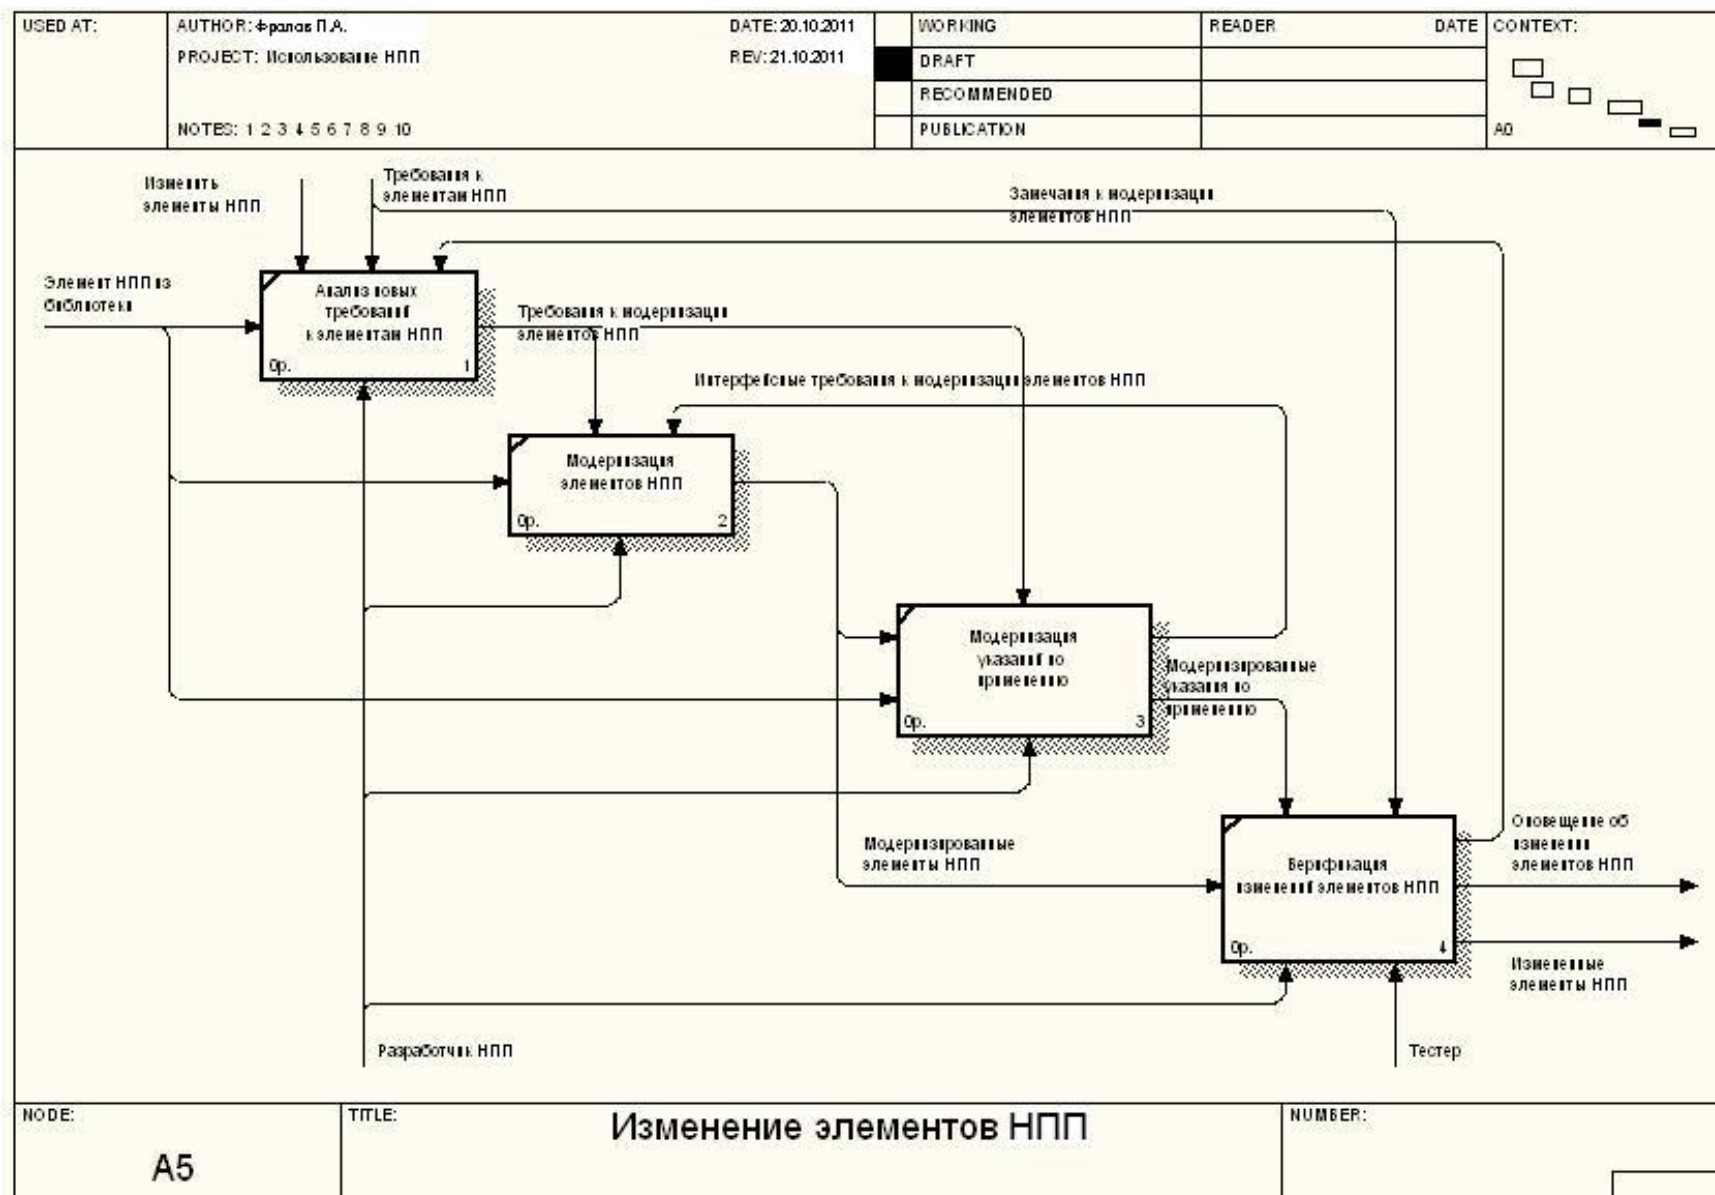 USED AT:
AUTHOR: Фралов П.А.
DATE: 20.10.2011
PROJECT: Использование НПП
REV: 21.10.2011
NOTES: 1 2 3 4 5 6 7 8 9 10
WORKING
DRAFT
RECOMMENDED
PUBLICATION
READER
DATE
CONTEXT:
A0
Изменить
элементы НПП
Требования к
элементам НПП
Замечания к модернизации
элементов НПП
Элемент НПП из
библиотеки
Анализ новых
требований
к элементам НПП
0р.
1
Требования к модернизации
элементов НПП
Интерфейсные требования к модернизации элементов НПП
Модернизация
элементов НПП
0р.
2
Модернизация
указаний по
применению
0р.
3
Модернизированные
указания по
применению
Модернизированные
элементы НПП
Верификация
изменений элементов НПП
0р.
4
Оповещение об
изменении
элементов НПП
Измененные
элементы НПП
Разработчик НПП
Тестер
NODE:
A5
TITLE:
Изменение элементов НПП
NUMBER: